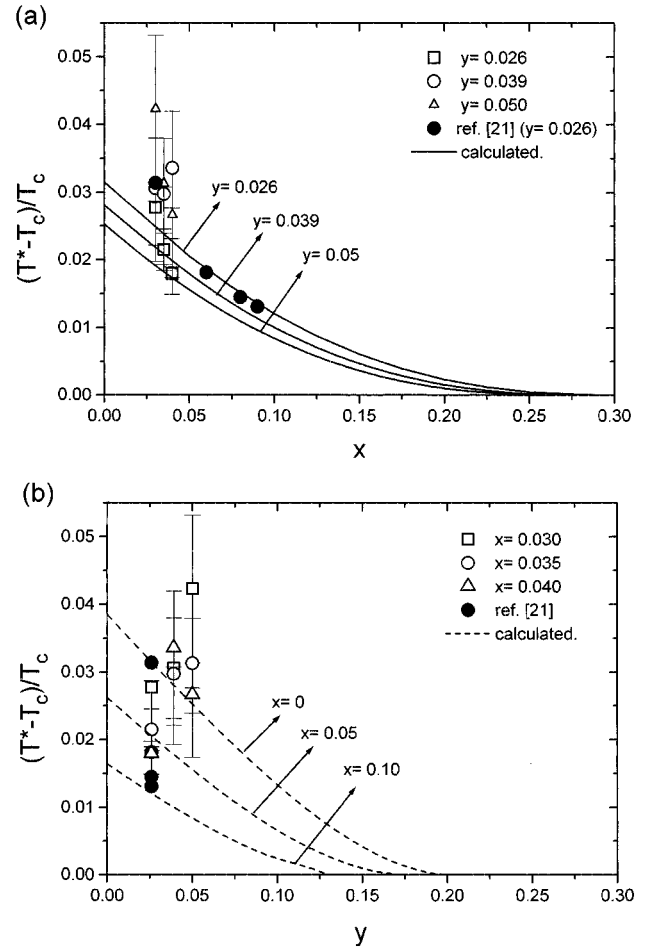 (a)
0.05
0.04
0.03
0.02
0.01
0.00
(T*-Tc)/Tc
y= 0.026
y= 0.039
y= 0.050
ref. [21] (y= 0.026)
calculated.
y= 0.026
y= 0.039
y= 0.05
0.00 0.05 0.10 0.15 0.20 0.25 0.30
x
(b)
0.05
0.04
0.03
0.02
0.01
0.00
(T*-Tc)/Tc
x= 0.030
x= 0.035
x= 0.040
ref. [21]
calculated.
x= 0
x= 0.05
x= 0.10
0.00 0.05 0.10 0.15 0.20 0.25 0.30
y